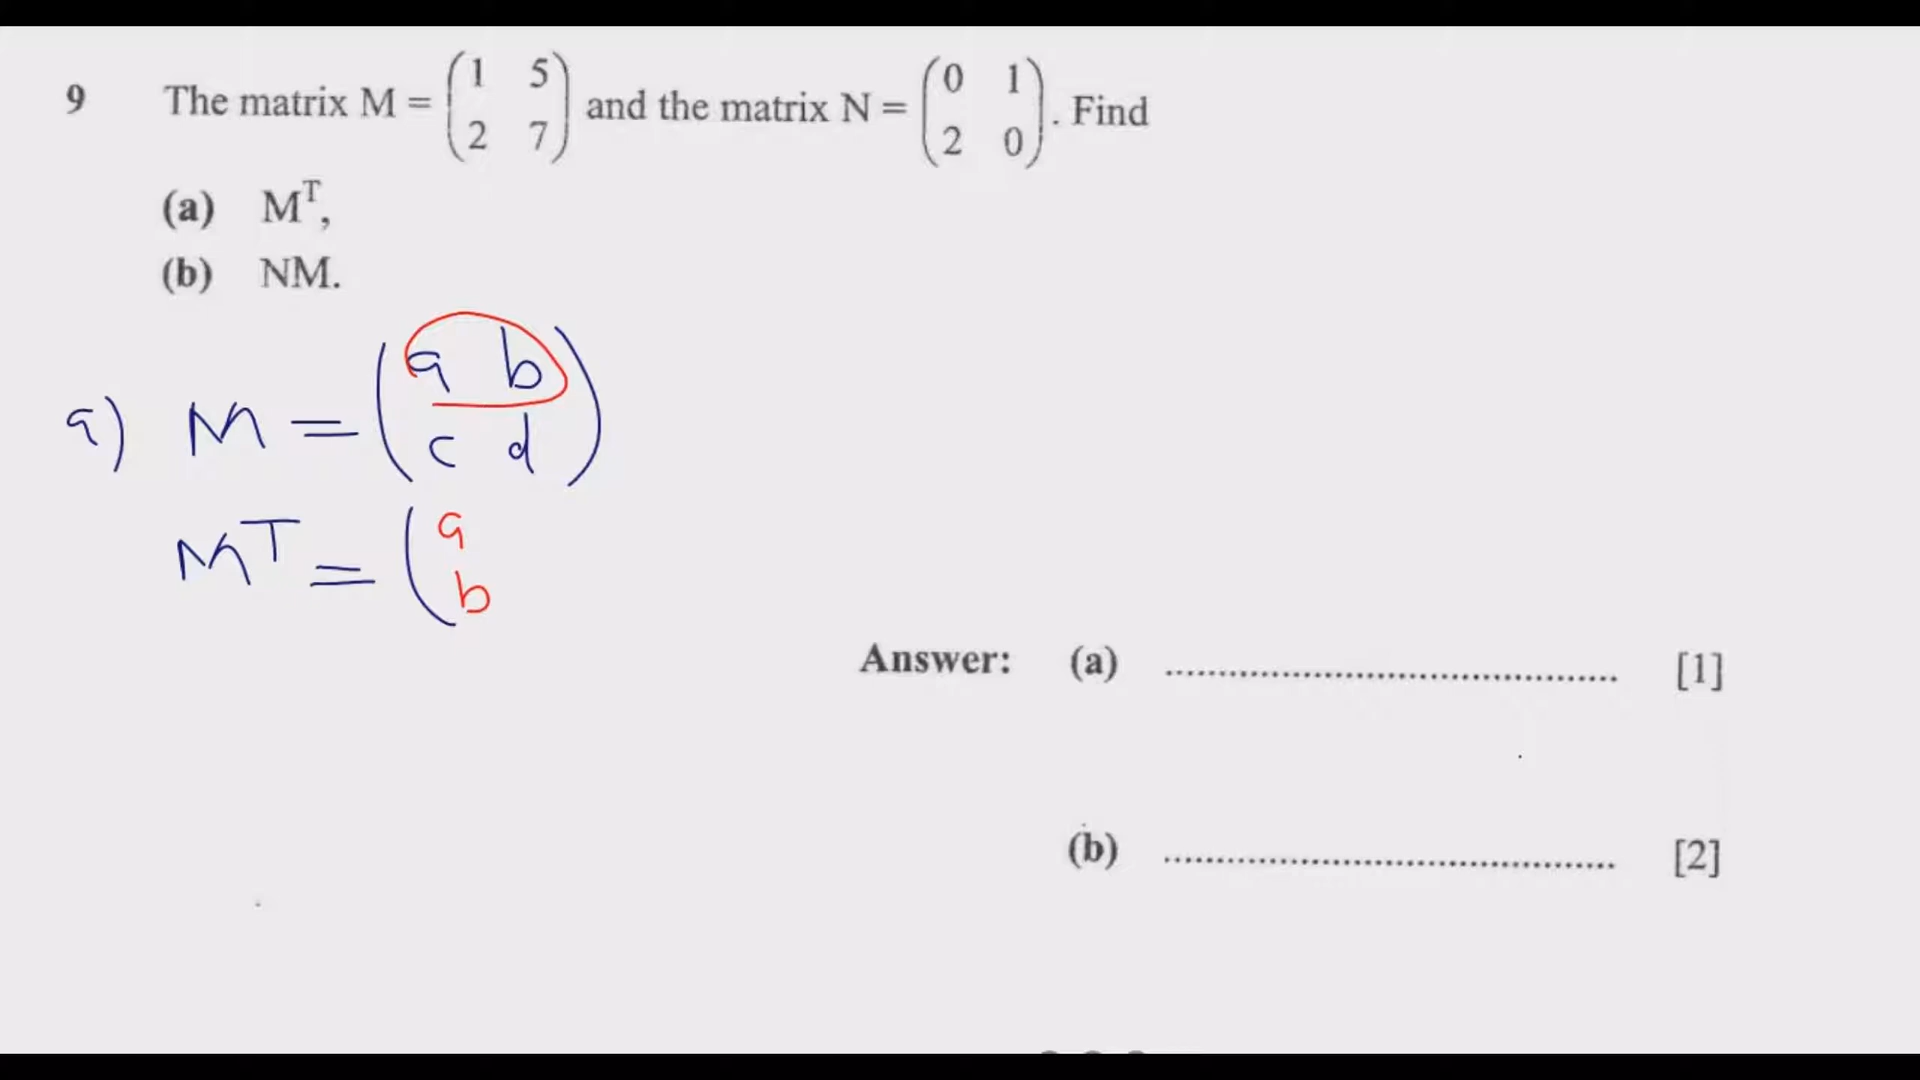 9 The matrix M = (1 5
2 7) and the matrix N = (0 1
2 0). Find
(a) Mᵀ,
(b) NM.
a) M = (a b
c d)
Mᵀ = (a
b
Answer: (a) ........................................ [1]
(b) ........................................ [2]